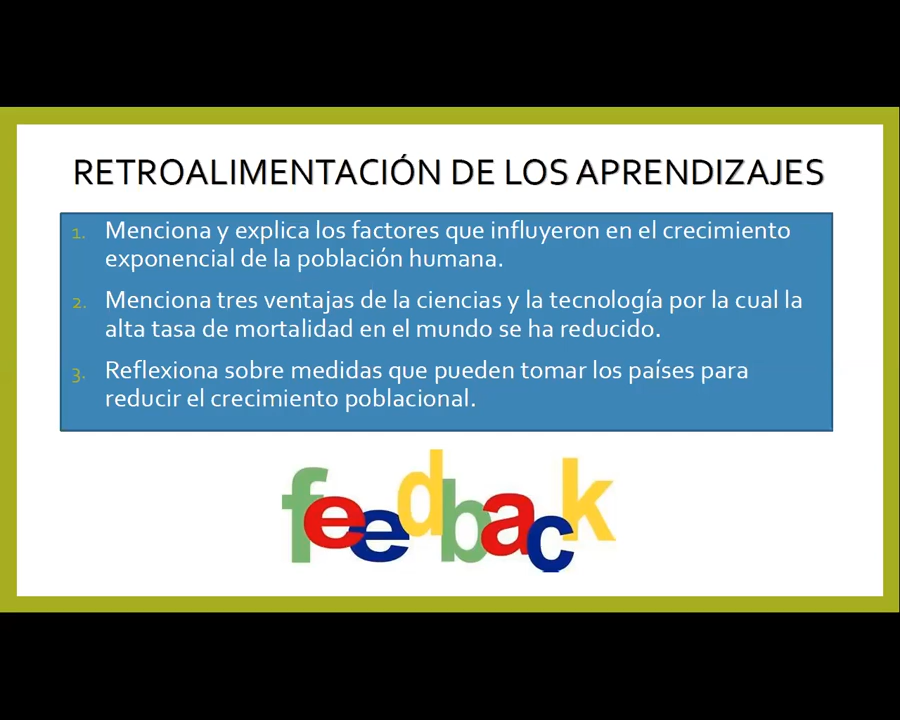 RETROALIMENTACIÓN DE LOS APRENDIZAJES
1. Menciona y explica los factores que influyeron en el crecimiento
exponencial de la población humana.
2. Menciona tres ventajas de la ciencias y la tecnología por la cual la
alta tasa de mortalidad en el mundo se ha reducido.
3. Reflexiona sobre medidas que pueden tomar los países para
reducir el crecimiento poblacional.
feedback